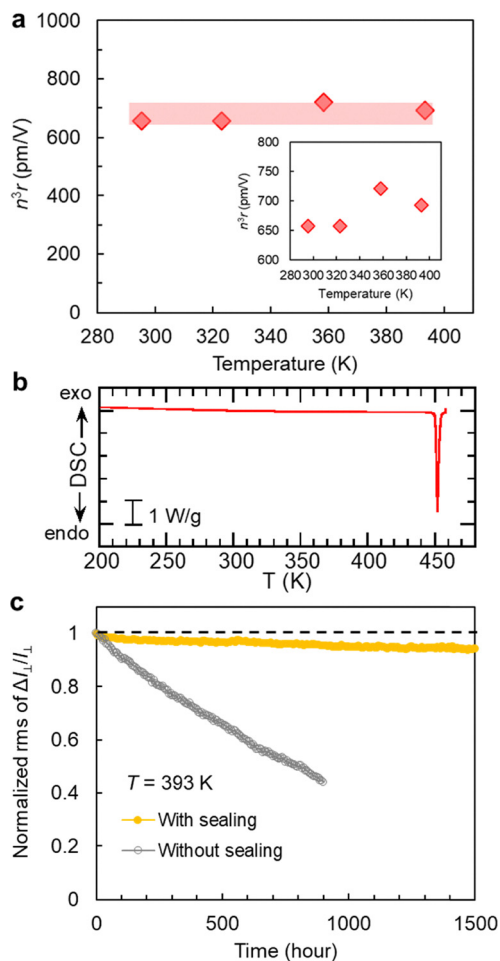 a
1000
800
600
400
200
0
n³r (pm/V)
280 300 320 340 360 380 400
Temperature (K)
800
750
700
650
600
n³r (pm/V)
280 300 320 340 360 380 400
Temperature (K)
b
exo
DSC
endo
1 W/g
200 250 300 350 400 450
T (K)
c
1
0.8
0.6
0.4
0.2
0
Normalized rms of ΔI⊥/I⊥
T = 393 K
With sealing
Without sealing
0 500 1000 1500
Time (hour)